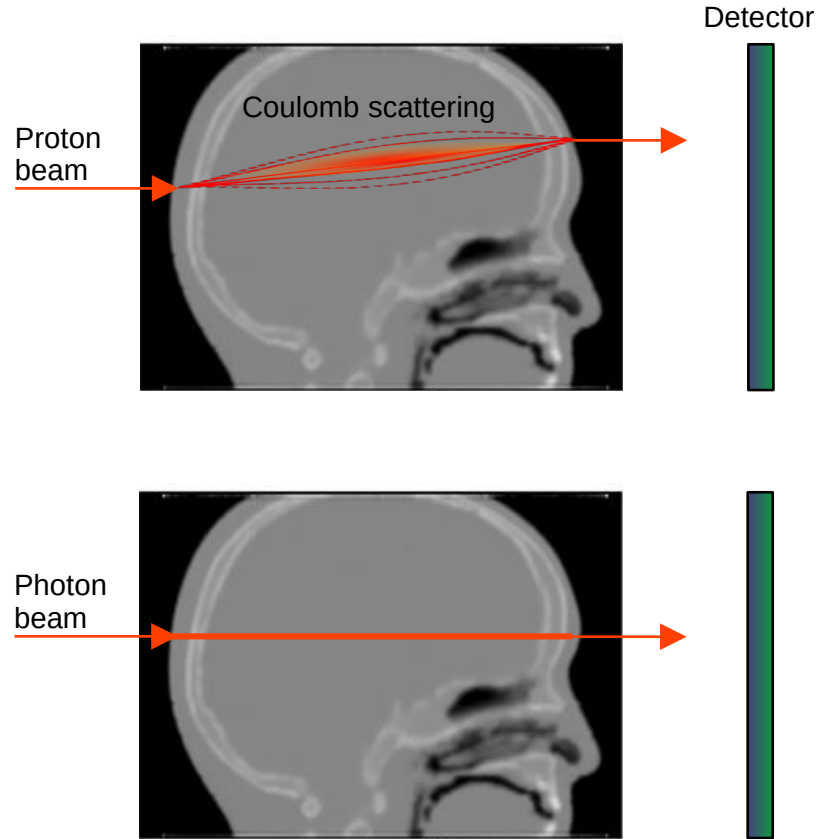 Detector
Coulomb scattering
Proton
beam
Photon
beam